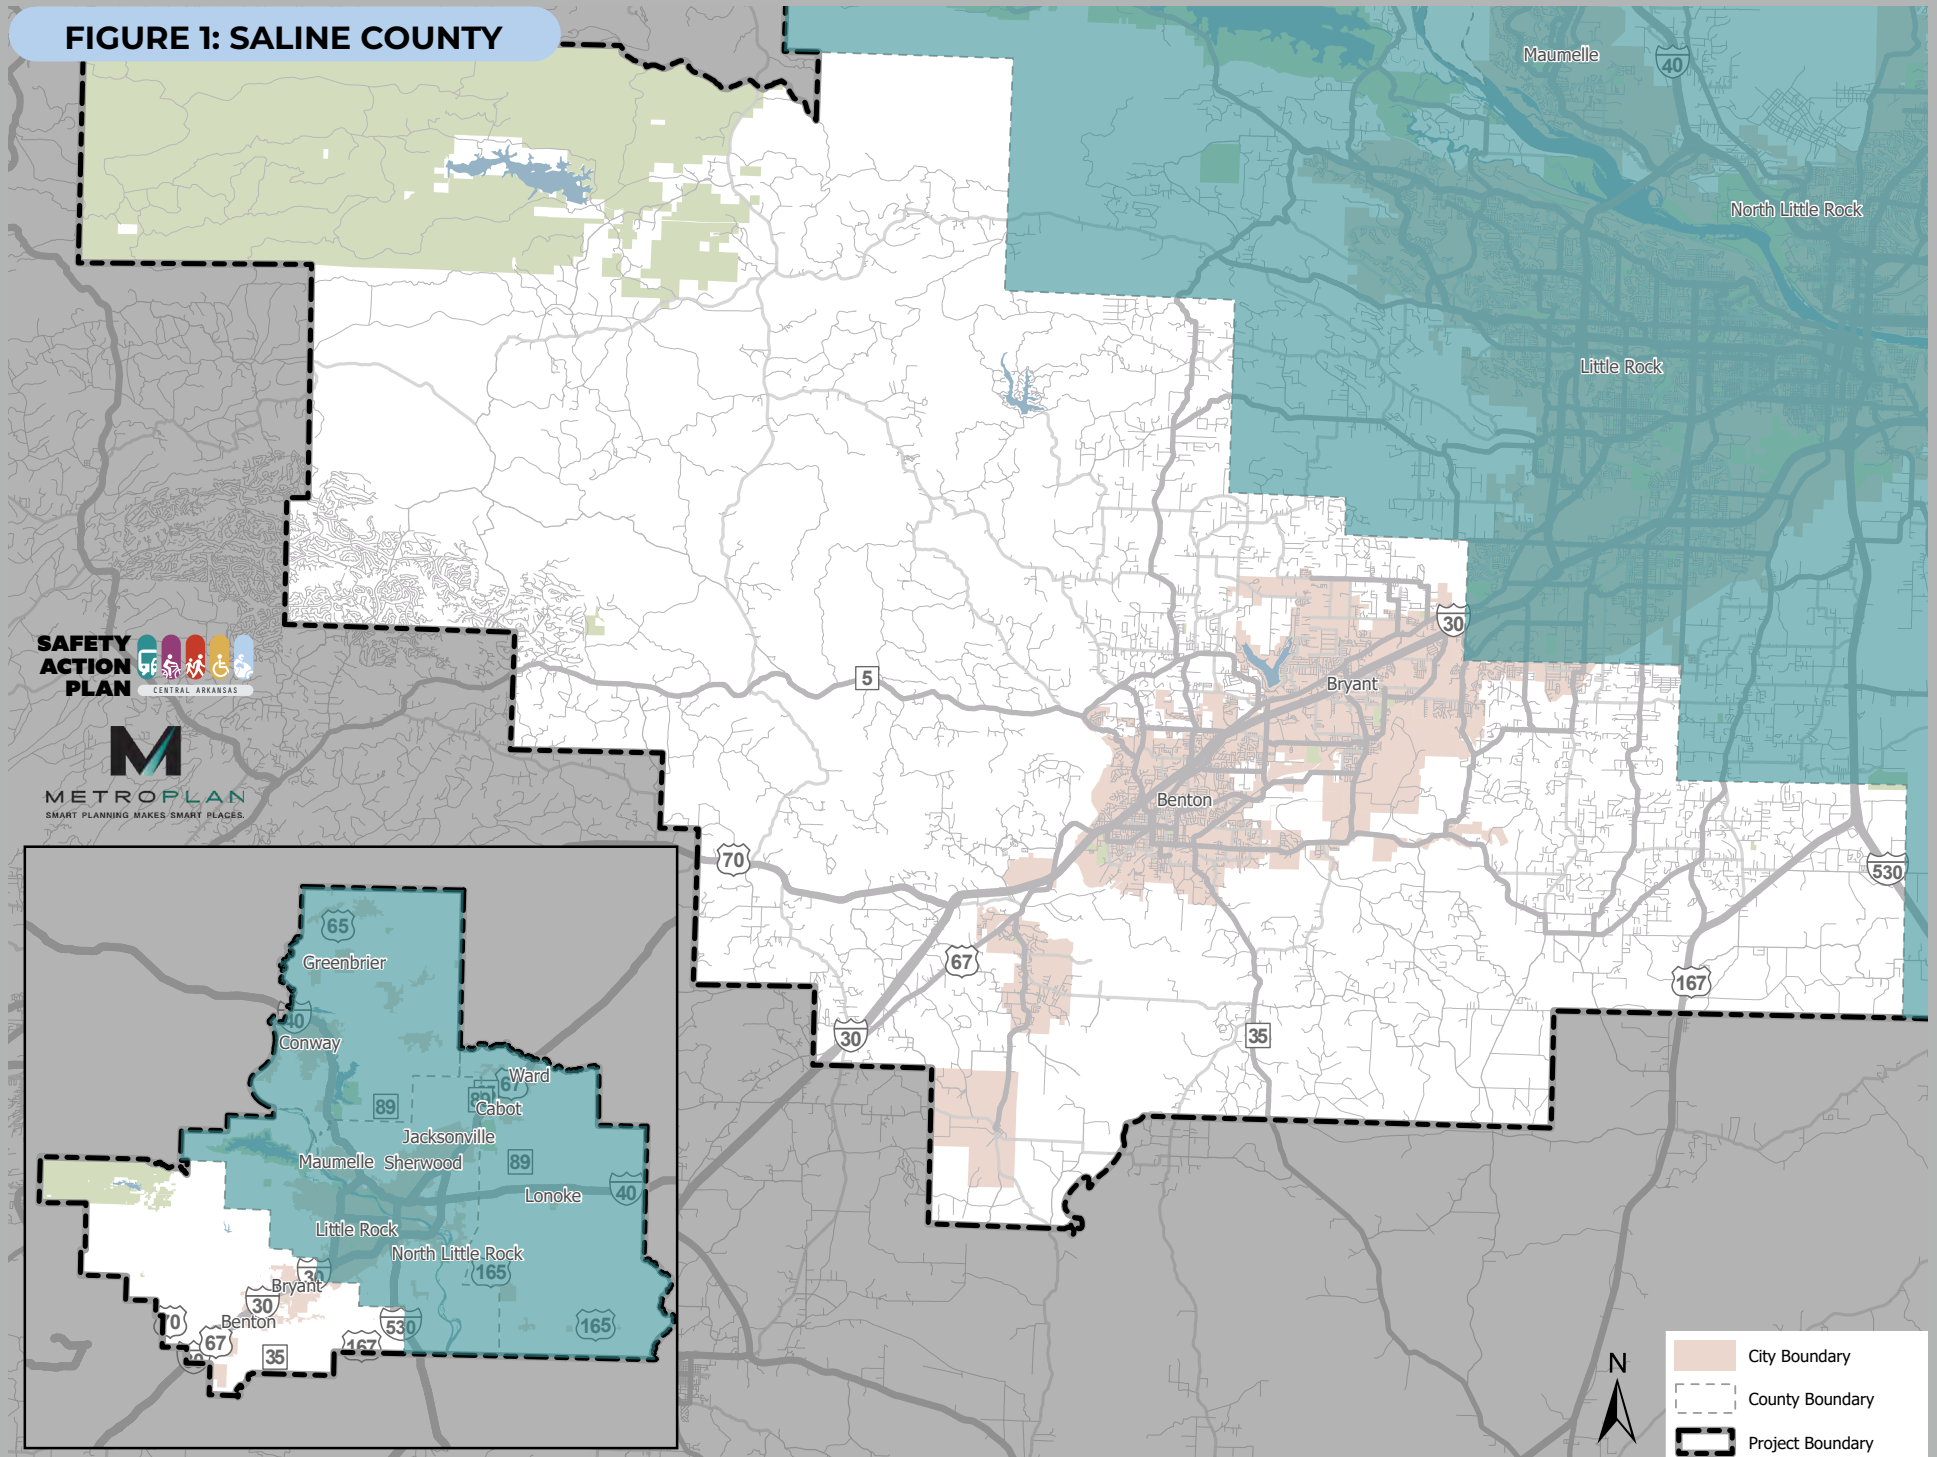 FIGURE 1: SALINE COUNTY
Maumelle
40
North Little Rock
Little Rock
30
Bryant
5
Benton
70
530
67
167
30
35
SAFETY
ACTION
PLAN
CENTRAL ARKANSAS
METROPLAN
SMART PLANNING MAKES SMART PLACES.
65
Greenbrier
40
Conway
Ward
67
89
89
Cabot
Jacksonville
Maumelle
Sherwood
89
Lonoke
40
Little Rock
North Little Rock
165
30
Bryant
30
Benton
70
67
530
165
167
35
30
N
City Boundary
County Boundary
Project Boundary